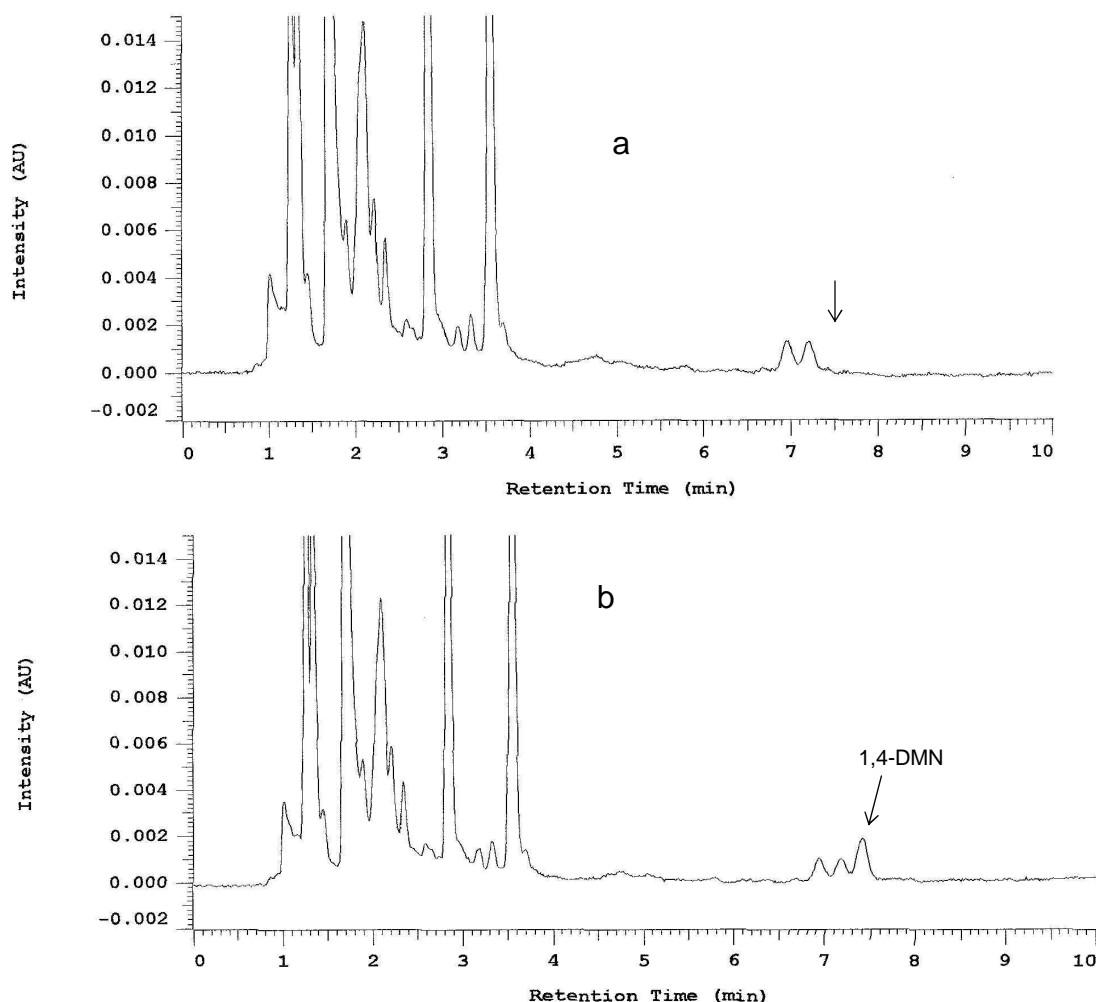 0.014
0.012
a
0.010
0.008
0.006
0.004
0.002
0.000
−0.002
Intensity (AU)
0 1 2 3 4 5 6 7 8 9 10
Retention Time (min)
0.014
0.012
b
0.010
0.008
0.006
1,4-DMN
0.004
0.002
0.000
−0.002
Intensity (AU)
0 1 2 3 4 5 6 7 8 9 10
Retention Time (min)